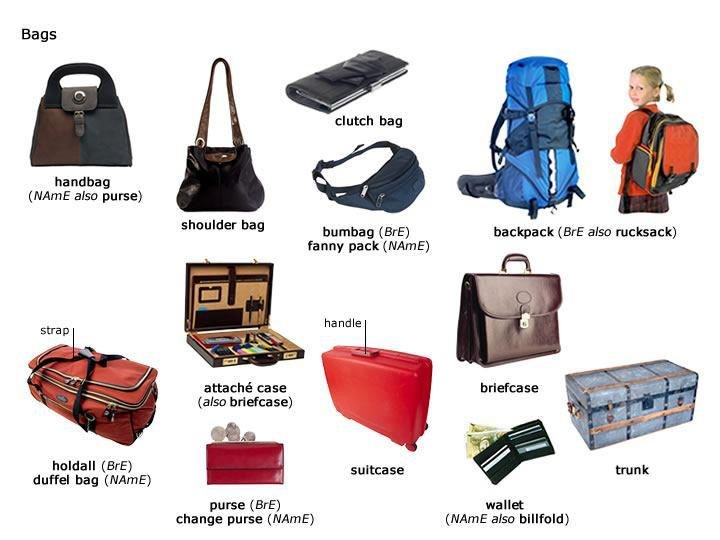 Bags
clutch bag
handbag
(NAmE also purse)
shoulder bag
bumbag (BrE)
fanny pack (NAmE)
backpack (BrE also rucksack)
strap
handle
attaché case
(also briefcase)
briefcase
holdall (BrE)
duffel bag (NAmE)
suitcase
trunk
purse (BrE)
change purse (NAmE)
wallet
(NAmE also billfold)